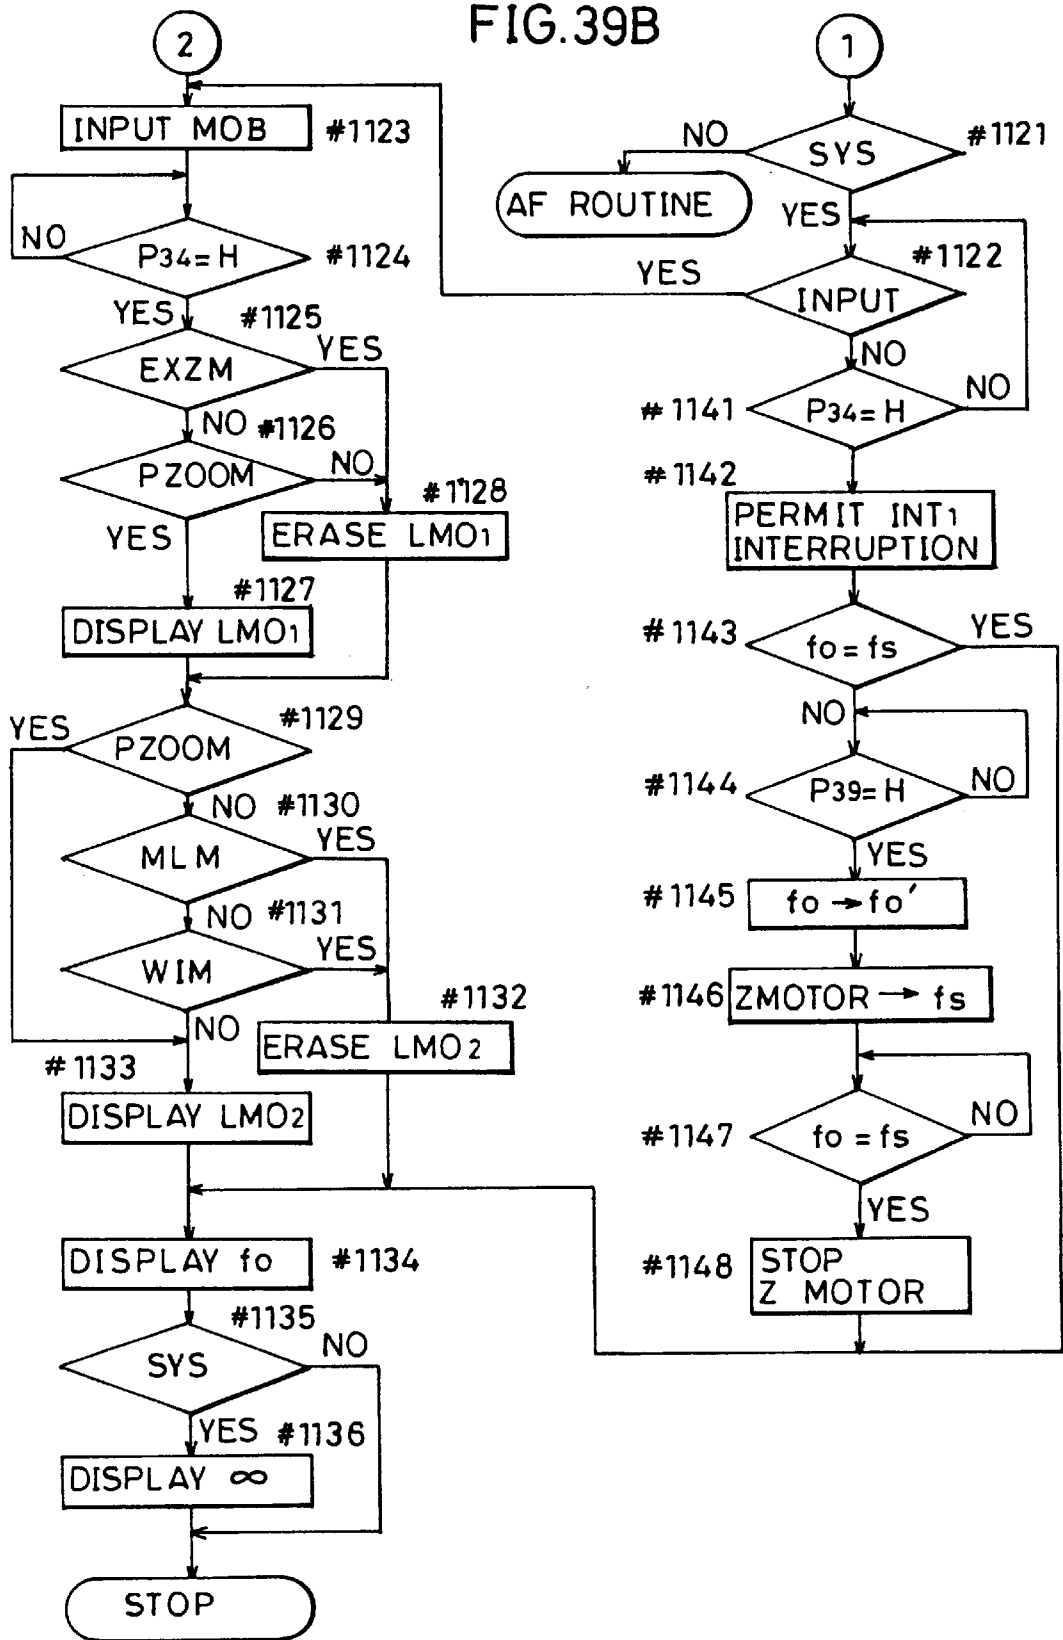 FIG.39B
2
INPUT MOB
#1123
NO
P34=H
#1124
YES
#1125
EXZM
YES
NO
#1126
PZOOM
NO
YES
#1128
ERASE LMO1
#1127
DISPLAY LMO1
YES
#1129
PZOOM
NO
#1130
MLM
YES
NO
#1131
WIM
YES
NO
#1132
ERASE LMO2
#1133
DISPLAY LMO2
DISPLAY fo
#1134
#1135
SYS
NO
YES
#1136
DISPLAY ∞
STOP
1
NO
SYS
#1121
AF ROUTINE
YES
#1122
YES
INPUT
NO
#1141
P34=H
NO
#1142
PERMIT INT1
INTERRUPTION
#1143
fo = fs
YES
NO
#1144
P39=H
NO
YES
#1145
fo → fo'
#1146
ZMOTOR → fs
#1147
fo = fs
NO
YES
#1148
STOP
Z MOTOR